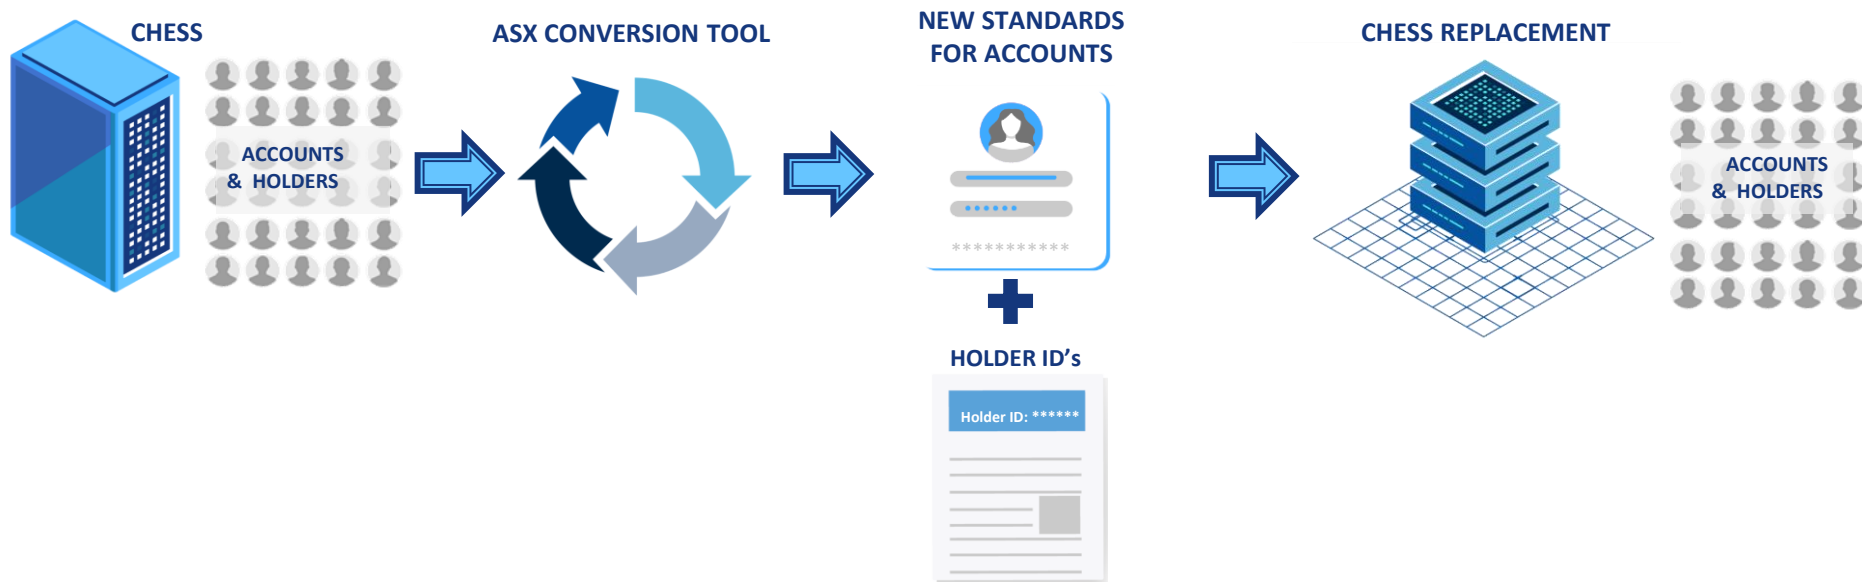 CHESS
ACCOUNTS
& HOLDERS
ASX CONVERSION TOOL
NEW STANDARDS
FOR ACCOUNTS
***********
HOLDER ID's
Holder ID: ******
CHESS REPLACEMENT
ACCOUNTS
& HOLDERS